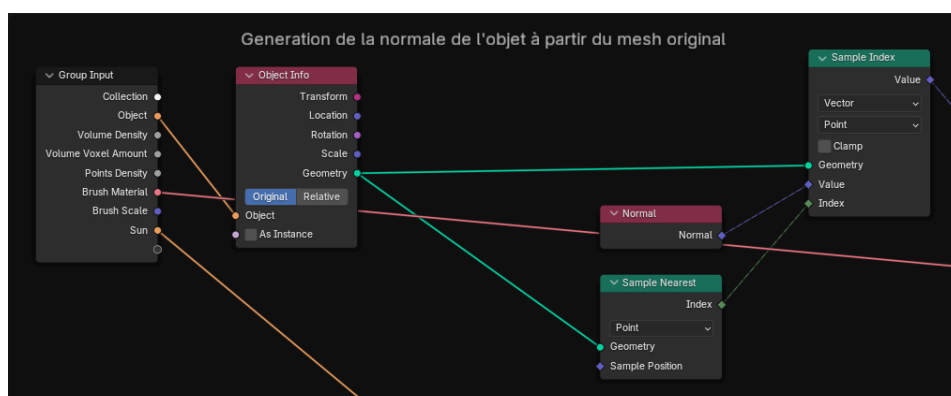 Generation de la normale de l'objet à partir du mesh original
Group Input
Collection
Object
Volume Density
Volume Voxel Amount
Points Density
Brush Material
Brush Scale
Sun
Object Info
Transform
Location
Rotation
Scale
Geometry
Original Relative
Object
As Instance
Normal
Normal
Sample Nearest
Index
Point
Geometry
Sample Position
Sample Index
Value
Vector
Point
Clamp
Geometry
Value
Index